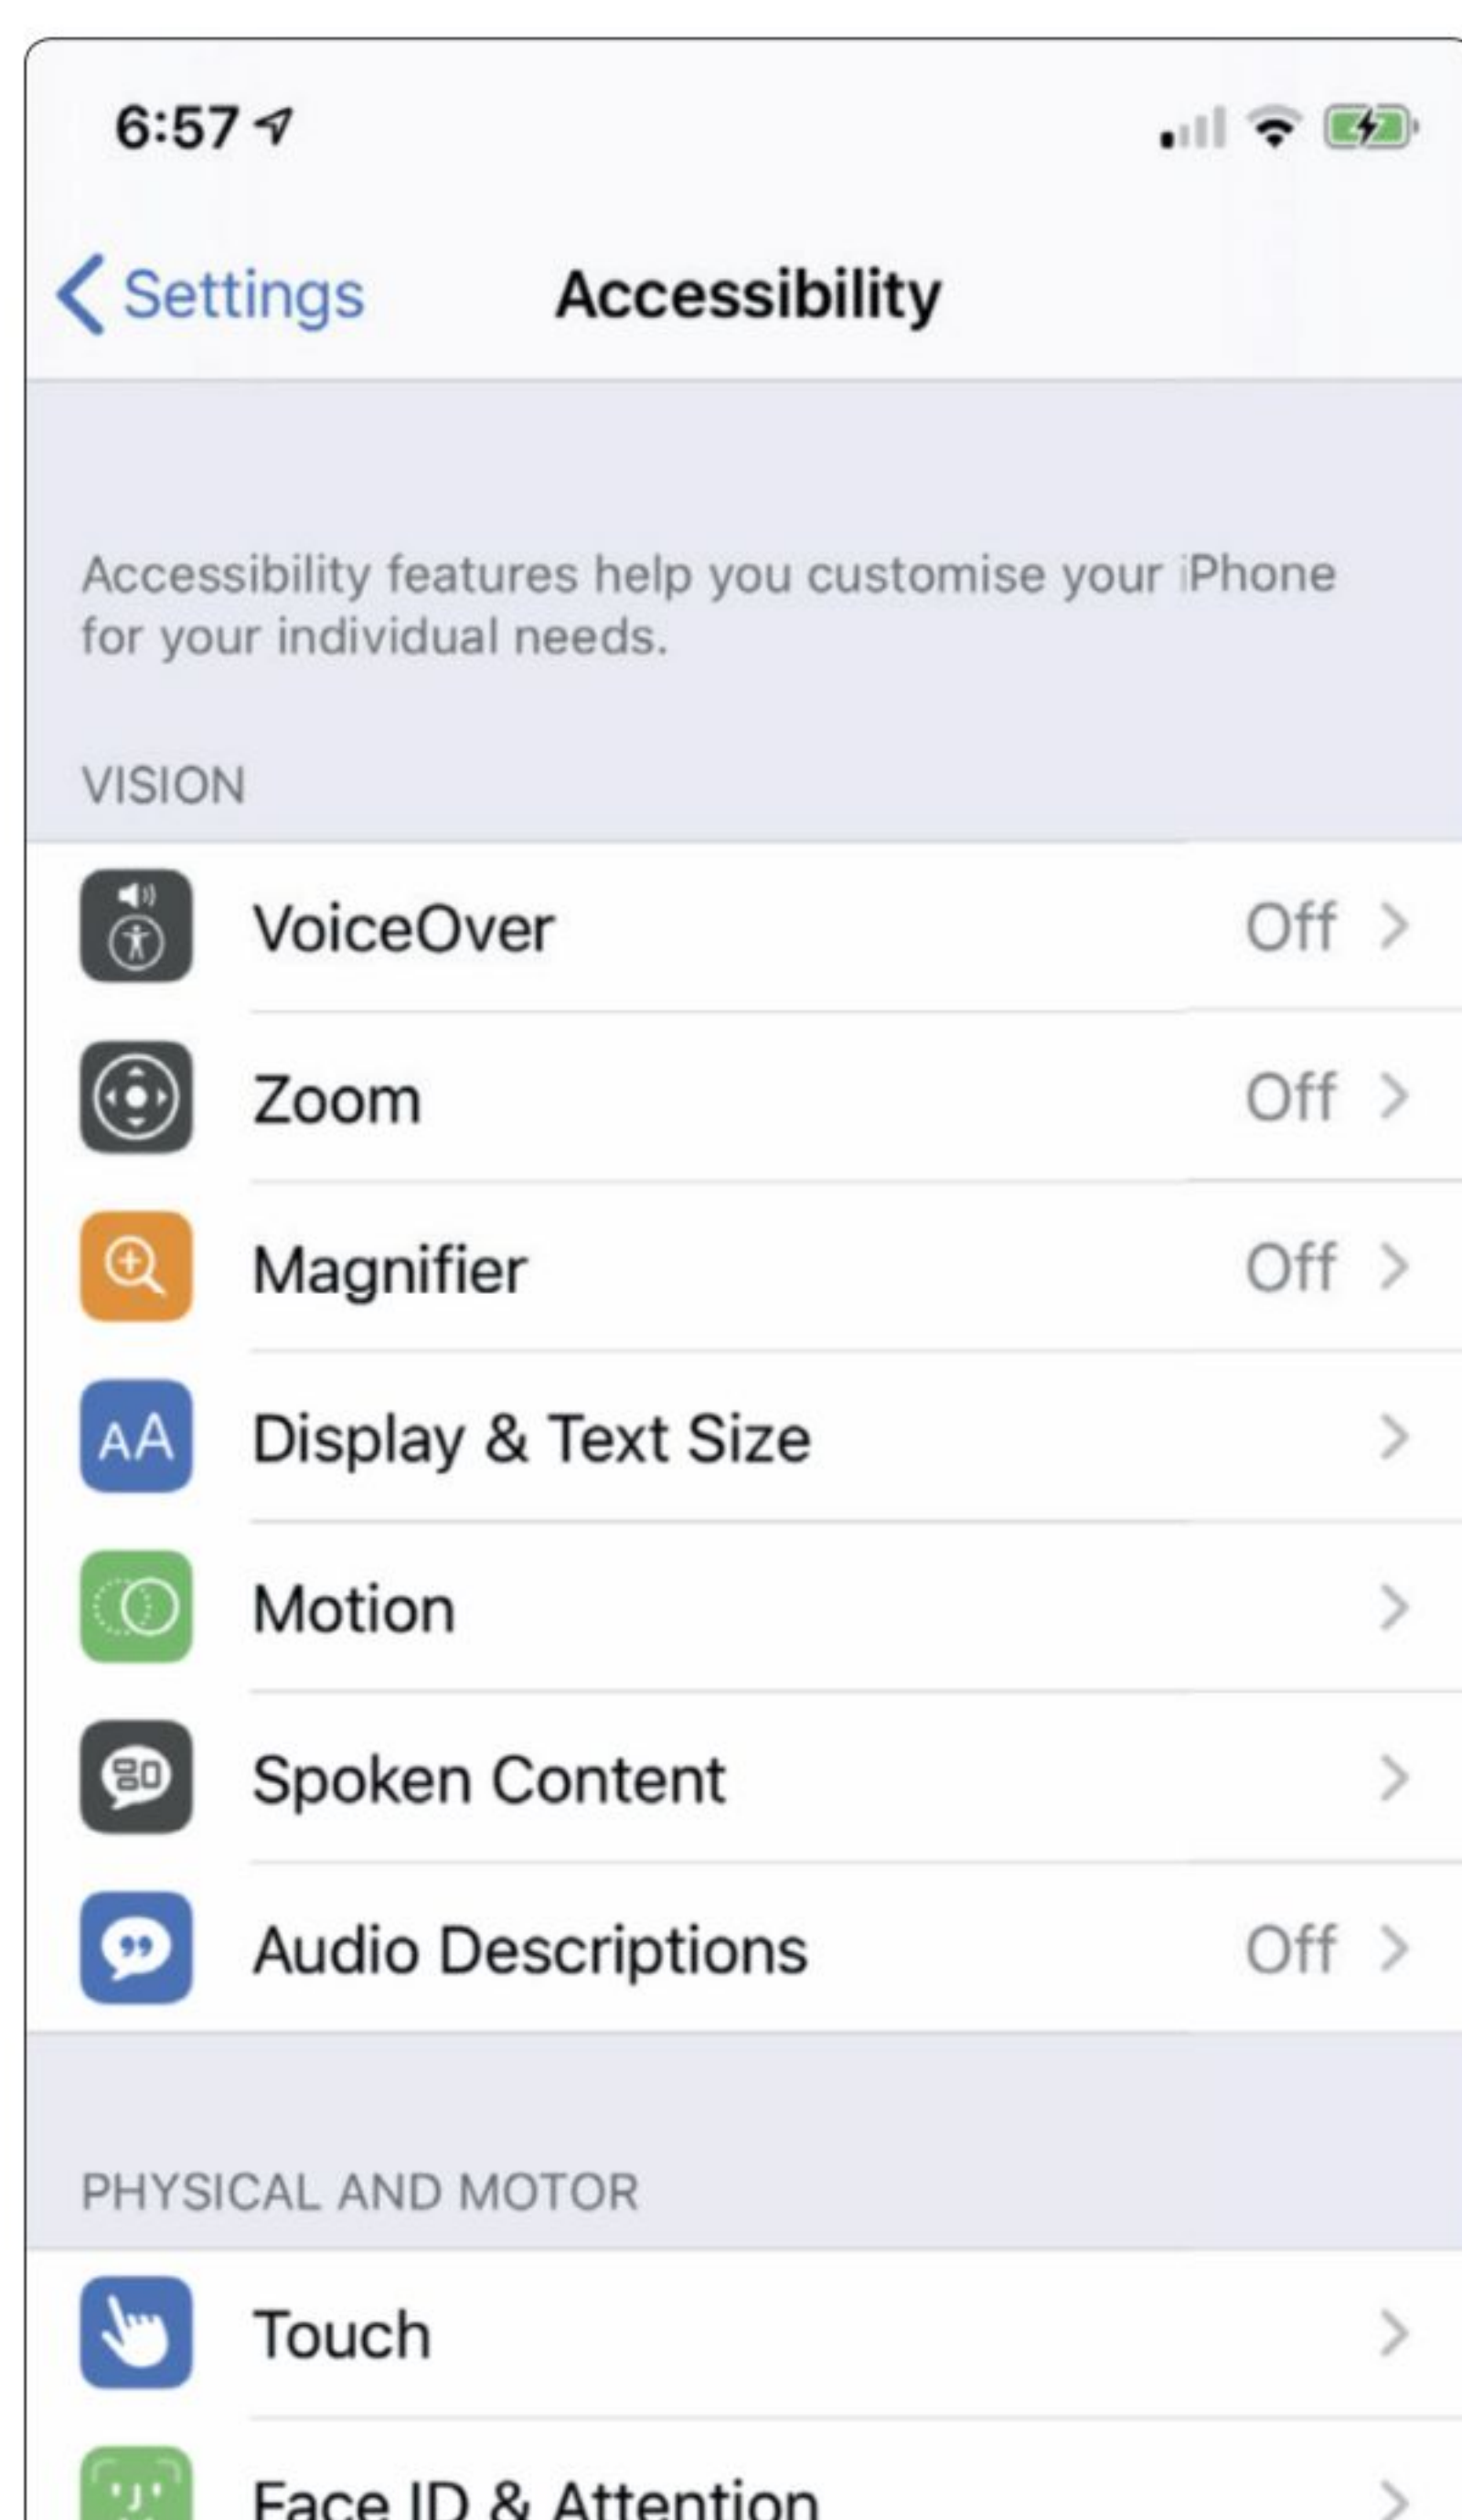 6:57
Settings
Accessibility
Accessibility features help you customise your iPhone
for your individual needs.
VISION
VoiceOver Off
Zoom Off
Magnifier Off
AA Display & Text Size
Motion
Spoken Content
Audio Descriptions Off
PHYSICAL AND MOTOR
Touch
Face ID & Attention